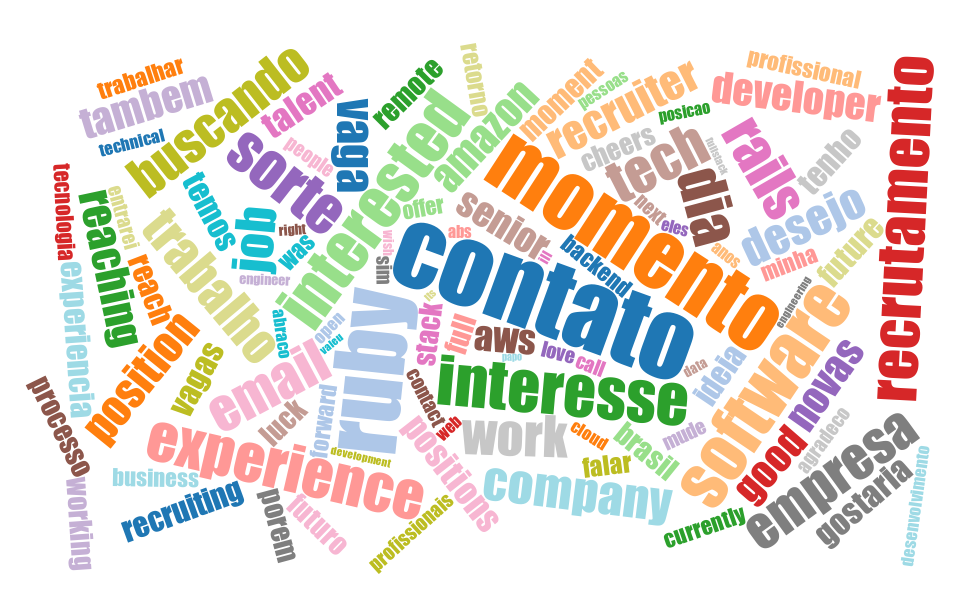 trabalhar
tambem
technical
buscando
talent
sorte
people
vaga
remote
retorno
interested
amazon
moment
pessoas
recruiter
profissional
developer
posicao
cheers
tech
fullstack
dia
rails
tenho
recrutamento
tecnologia
reaching
entrarei
temos
job
right
was
engineer
trabalho
reach
experiencia
offer
senior
abs
wish
sim
next
eles
momento
anos
desejo
minha
future
backend
contato
engineering
software
position
vagas
abraco
open
valeu
email
ruby
stack
full
aws
papo
love
call
data
ideia
interesse
novas
processo
luck
forward
contact
web
work
cloud
brasil
mude
good
agradeco
empresa
gostaria
experience
development
positions
falar
company
business
recruiting
working
porem
futuro
profissionais
currently
desenvolvimento